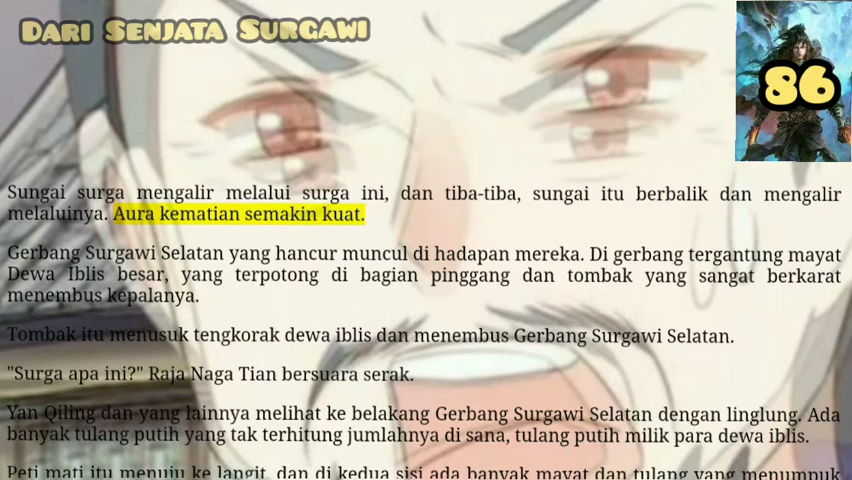 Dari Senjata Surgawi
86
Sungai surga mengalir melalui surga ini, dan tiba-tiba, sungai itu berbalik dan mengalir
melaluinya. Aura kematian semakin kuat.
Gerbang Surgawi Selatan yang hancur muncul di hadapan mereka. Di gerbang tergantung mayat
Dewa Iblis besar, yang terpotong di bagian pinggang dan tombak yang sangat berkarat
menembus kepalanya.
Tombak itu menusuk tengkorak dewa iblis dan menembus Gerbang Surgawi Selatan.
"Surga apa ini?" Raja Naga Tian bersuara serak.
Yan Qiling dan yang lainnya melihat ke belakang Gerbang Surgawi Selatan dengan linglung. Ada
banyak tulang putih yang tak terhitung jumlahnya di sana, tulang putih milik para dewa iblis.
Peti mati itu menuju ke langit, dan di kedua sisi ada banyak mayat dan tulang yang menumpuk